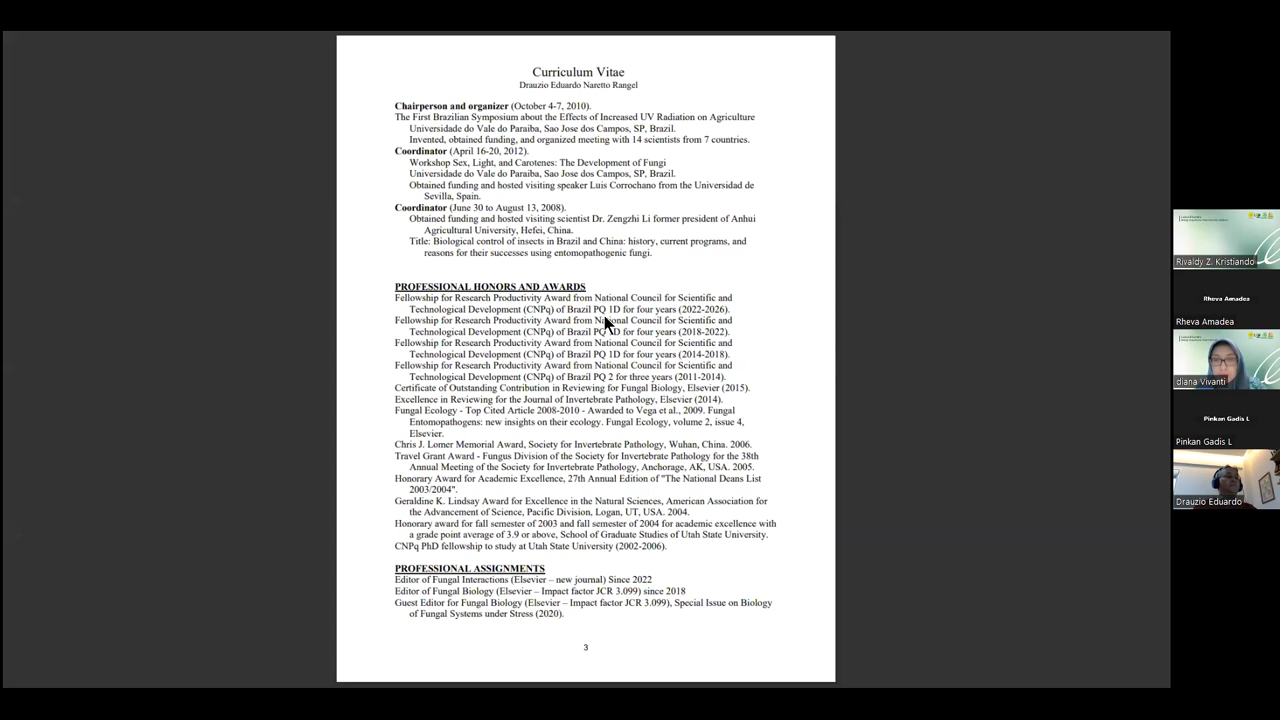 Curriculum Vitae
Drauzio Eduardo Naretto Rangel
Chairperson and organizer (October 4-7, 2010).
The First Brazilian Symposium about the Effects of Increased UV Radiation on Agriculture
Universidade do Vale do Paraiba, Sao Jose dos Campos, SP, Brazil.
Invented, obtained funding, and organized meeting with 14 scientists from 7 countries.
Coordinator (April 16-20, 2012).
Workshop Sex, Light, and Carotenes: The Development of Fungi
Universidade do Vale do Paraiba, Sao Jose dos Campos, SP, Brazil.
Obtained funding and hosted visiting speaker Luis Corrochano from the Universidad de
Sevilla, Spain.
Coordinator (June 30 to August 13, 2008).
Obtained funding and hosted visiting scientist Dr. Zengzhi Li former president of Anhui
Agricultural University, Hefei, China.
Title: Biological control of insects in Brazil and China: history, current programs, and
reasons for their successes using entomopathogenic fungi.
PROFESSIONAL HONORS AND AWARDS
Fellowship for Research Productivity Award from National Council for Scientific and
Technological Development (CNPq) of Brazil PQ 1D for four years (2022-2026).
Fellowship for Research Productivity Award from National Council for Scientific and
Technological Development (CNPq) of Brazil PQ D for four years (2018-2022).
Fellowship for Research Productivity Award from National Council for Scientific and
Technological Development (CNPq) of Brazil PQ 1D for four years (2014-2018).
Fellowship for Research Productivity Award from National Council for Scientific and
Technological Development (CNPq) of Brazil PQ 2 for three years (2011-2014).
Certificate of Outstanding Contribution in Reviewing for Fungal Biology, Elsevier (2015).
Excellence in Reviewing for the Journal of Invertebrate Pathology, Elsevier (2014).
Fungal Ecology - Top Cited Article 2008-2010 - Awarded to Vega et al., 2009. Fungal
Entomopathogens: new insights on their ecology. Fungal Ecology, volume 2, issue 4,
Elsevier.
Chris J. Lomer Memorial Award, Society for Invertebrate Pathology, Wuhan, China. 2006.
Travel Grant Award - Fungus Division of the Society for Invertebrate Pathology for the 38th
Annual Meeting of the Society for Invertebrate Pathology, Anchorage, AK, USA. 2005.
Honorary Award for Academic Excellence, 27th Annual Edition of "The National Deans List
2003/2004".
Geraldine K. Lindsay Award for Excellence in the Natural Sciences, American Association for
the Advancement of Science, Pacific Division, Logan, UT, USA. 2004.
Honorary award for fall semester of 2003 and fall semester of 2004 for academic excellence with
a grade point average of 3.9 or above, School of Graduate Studies of Utah State University.
CNPq PhD fellowship to study at Utah State University (2002-2006).
PROFESSIONAL ASSIGNMENTS
Editor of Fungal Interactions (Elsevier – new journal) Since 2022
Editor of Fungal Biology (Elsevier – Impact factor JCR 3.099) since 2018
Guest Editor for Fungal Biology (Elsevier – Impact factor JCR 3.099), Special Issue on Biology
of Fungal Systems under Stress (2020).
3
Rivaldy Z. Kristiando
Rheva Amadea
Rheva Amadea
diana Vivanti
Pinkan Gadis L
Pinkan Gadis L
Drauzio Eduardo